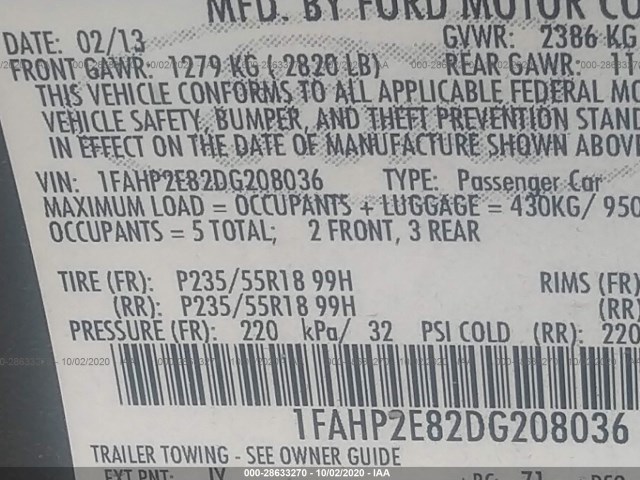 MFD. BY FORD MOTOR CO
DATE: 02/13 GVWR: 2386 KG
FRONT GAWR: 1279 KG ( 2820 LB) REAR GAWR:
THIS VEHICLE CONFORMS TO ALL APPLICABLE FEDERAL MO
VEHICLE SAFETY, BUMPER, AND THEFT PREVENTION STAND
IN EFFECT ON THE DATE OF MANUFACTURE SHOWN ABOVE
VIN: 1FAHP2E82DG208036 TYPE: Passenger Car
MAXIMUM LOAD = OCCUPANTS + LUGGAGE = 430KG/ 950
OCCUPANTS = 5 TOTAL; 2 FRONT, 3 REAR
TIRE (FR): P235/55R18 99H RIMS (FR)
(RR): P235/55R18 99H (RR)
PRESSURE (FR): 220 kPa/ 32 PSI COLD (RR): 220
1FAHP2E82DG208036
TRAILER TOWING - SEE OWNER GUIDE
EXT PNT:
000-28633270 - 10/02/2020 - IAA